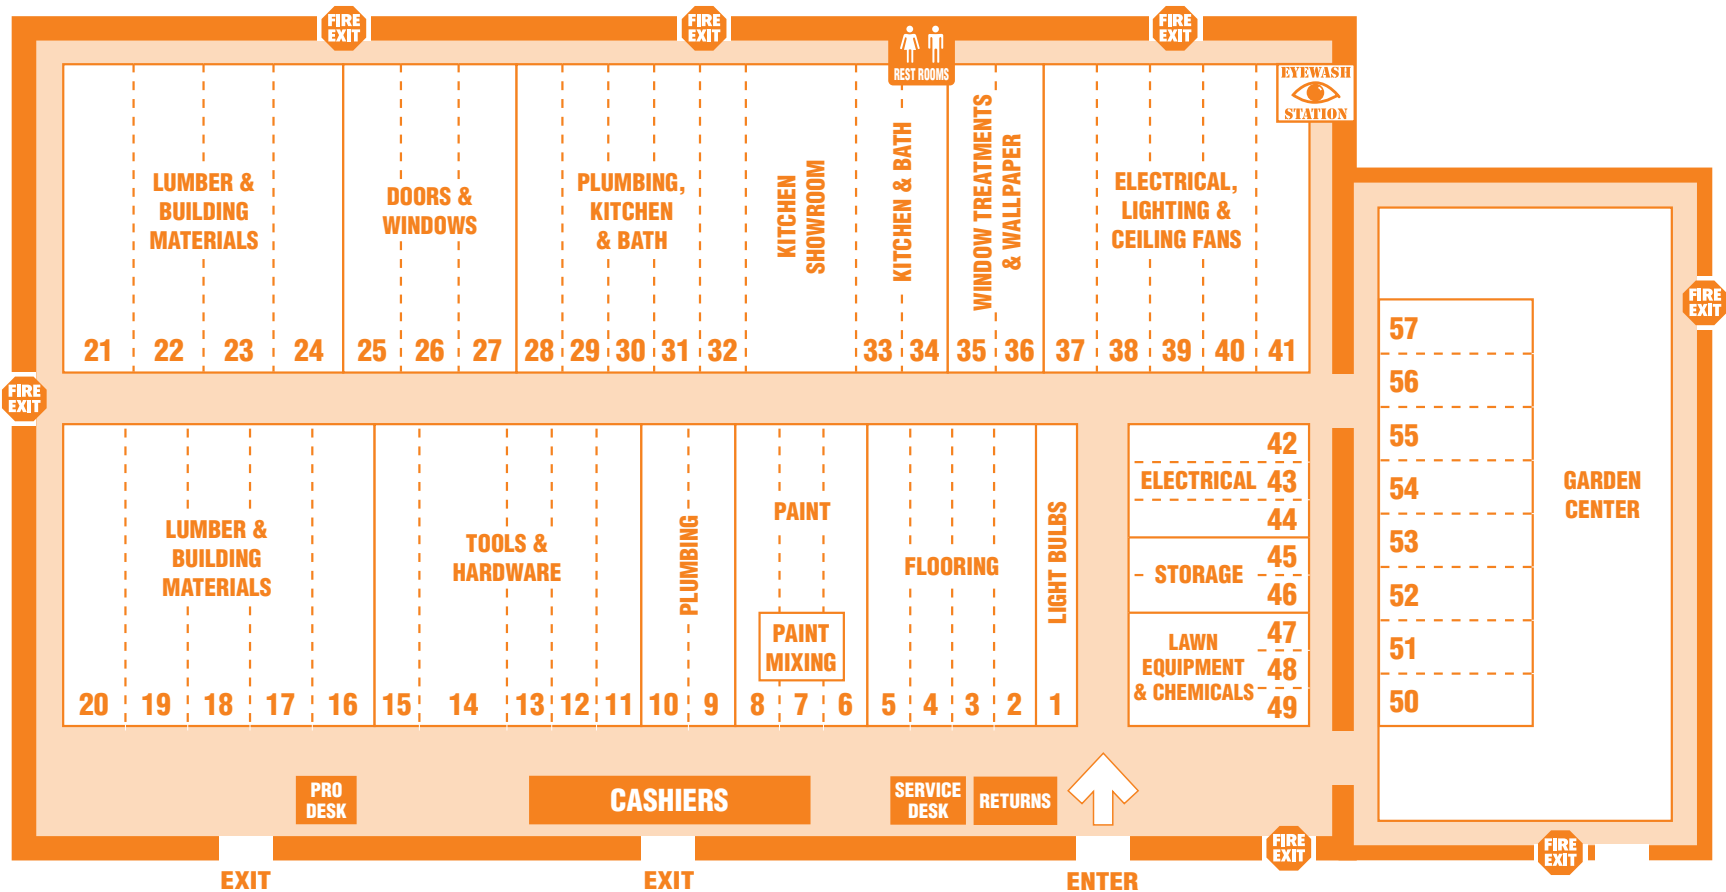 FIRE
EXIT
FIRE
EXIT
FIRE
EXIT
REST ROOMS
EYEWASH
STATION
LUMBER &
BUILDING
MATERIALS
DOORS &
WINDOWS
PLUMBING,
KITCHEN
& BATH
KITCHEN
SHOWROOM
KITCHEN & BATH
WINDOW TREATMENTS
& WALLPAPER
ELECTRICAL,
LIGHTING &
CEILING FANS
21 22 23 24 25 26 27 28 29 30 31 32 33 34 35 36 37 38 39 40 41
FIRE
EXIT
LUMBER &
BUILDING
MATERIALS
TOOLS &
HARDWARE
PLUMBING
PAINT
PAINT
MIXING
FLOORING
LIGHT BULBS
20 19 18 17 16 15 14 13 12 11 10 9 8 7 6 5 4 3 2 1
42
ELECTRICAL 43
44
45
STORAGE
46
47
LAWN
EQUIPMENT
& CHEMICALS
48
49
FIRE
EXIT
57
56
55
54
53
52
51
50
GARDEN
CENTER
PRO
DESK
CASHIERS
SERVICE
DESK
RETURNS
FIRE
EXIT
FIRE
EXIT
EXIT
EXIT
ENTER